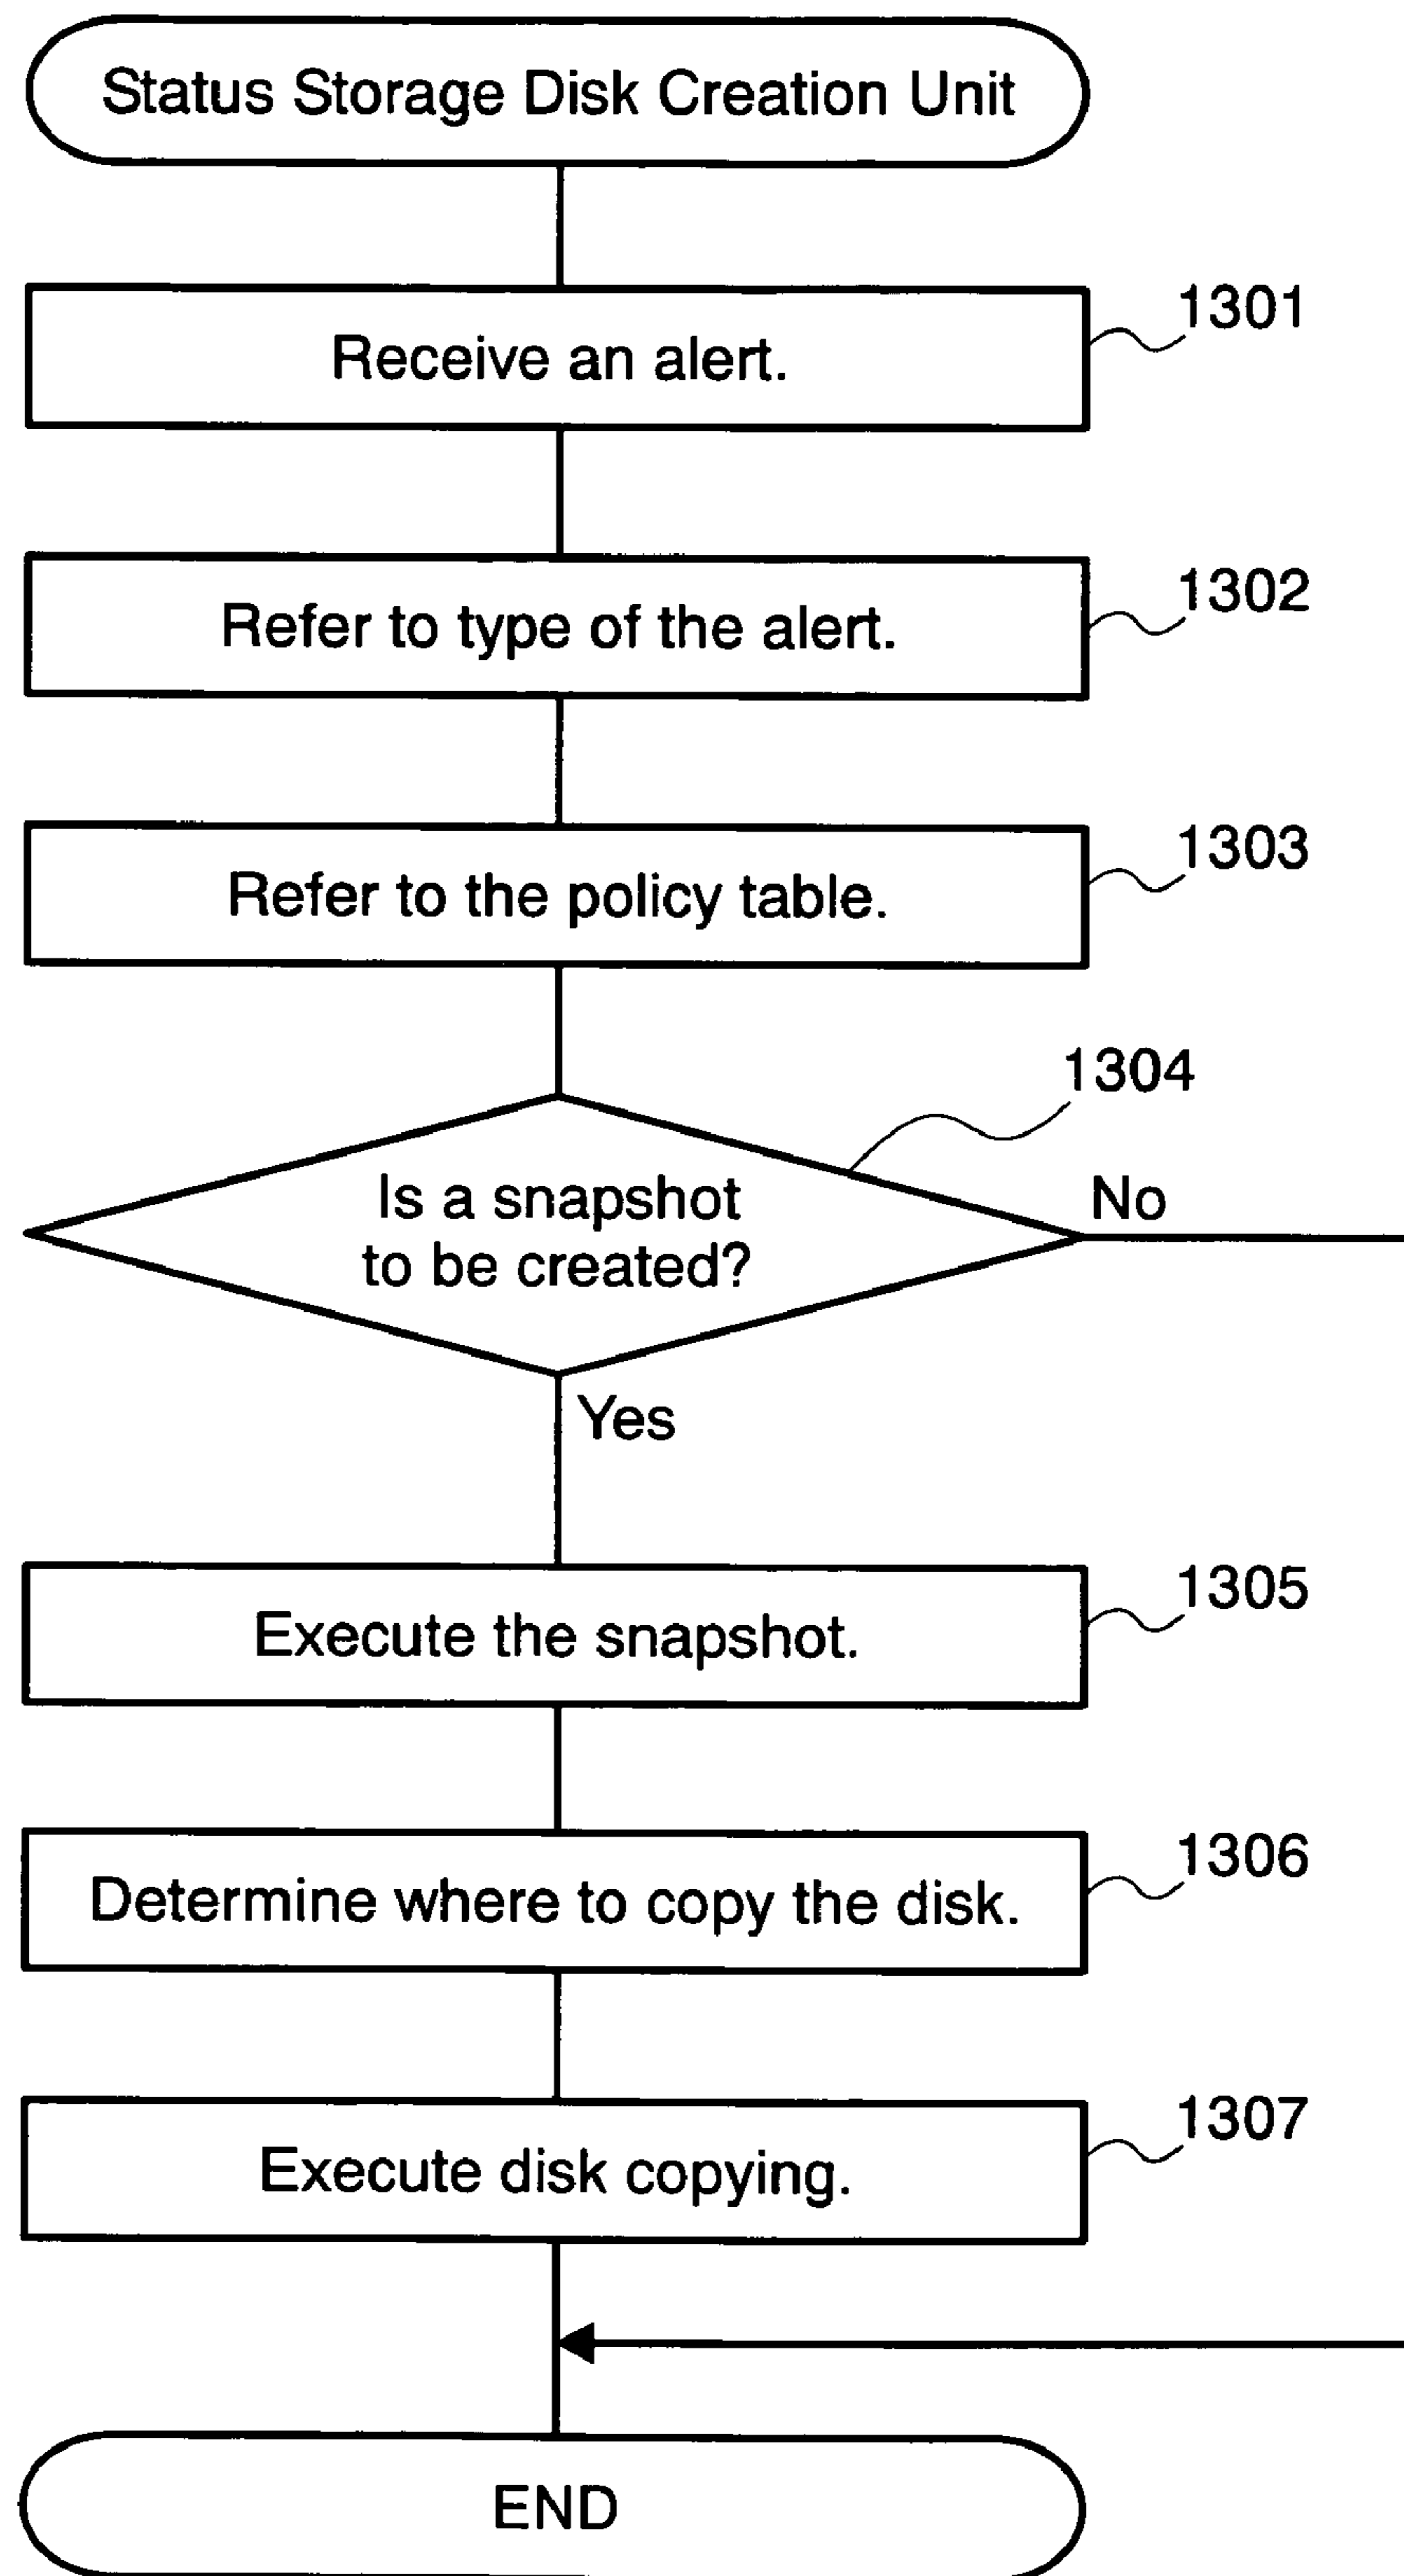 Status Storage Disk Creation Unit
Receive an alert.
1301
Refer to type of the alert.
1302
Refer to the policy table.
1303
1304
Is a snapshot
to be created?
No
Yes
Execute the snapshot.
1305
Determine where to copy the disk.
1306
Execute disk copying.
1307
END